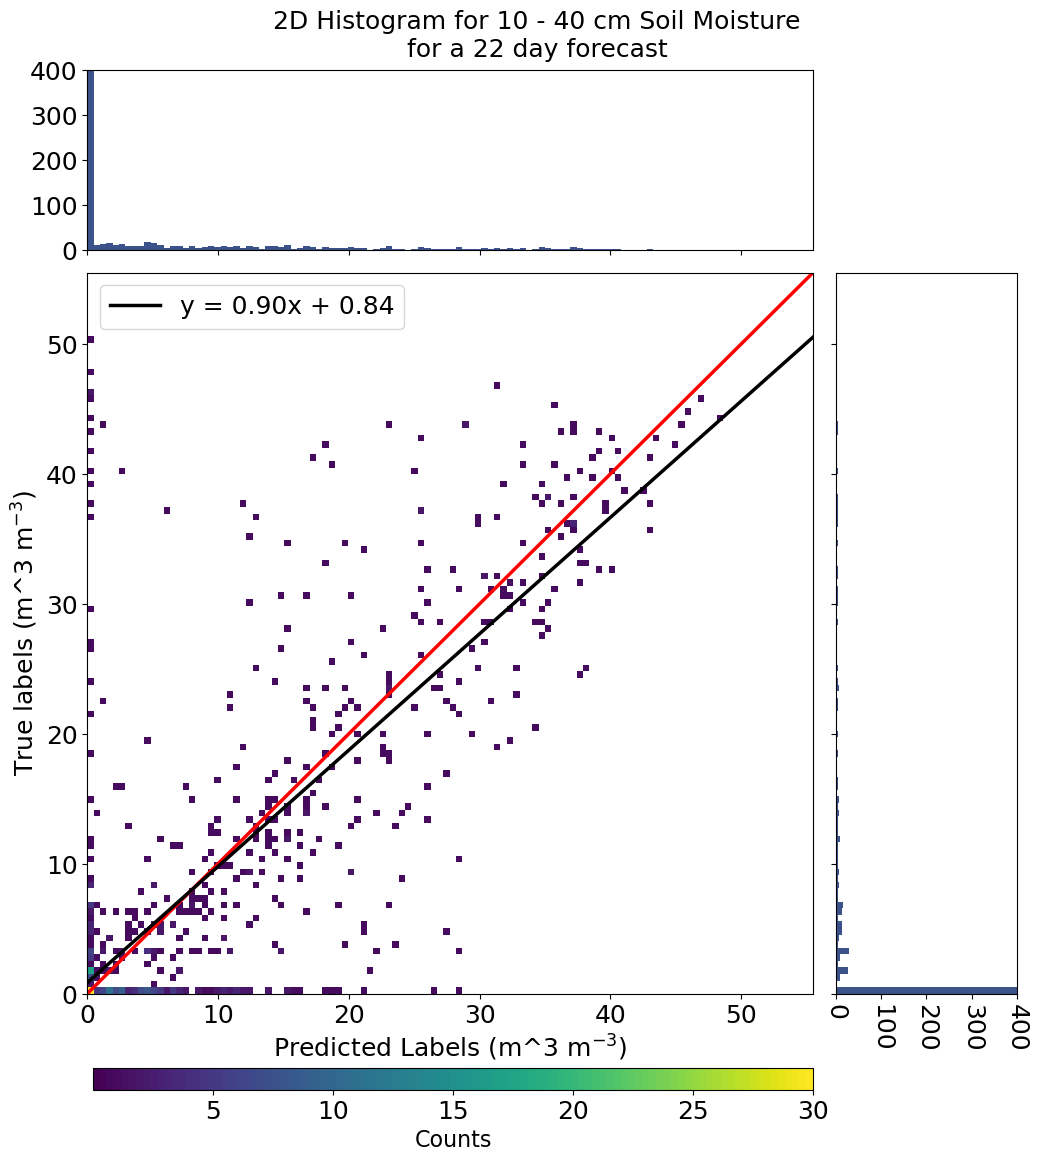 2D Histogram for 10 - 40 cm Soil Moisture
for a 22 day forecast
400
300
200
100
0
y = 0.90x + 0.84
50
40
30
20
10
0
True labels (m^3 m⁻³)
0 10 20 30 40 50
Predicted Labels (m^3 m⁻³)
0 100 200 300 400
5 10 15 20 25 30
Counts